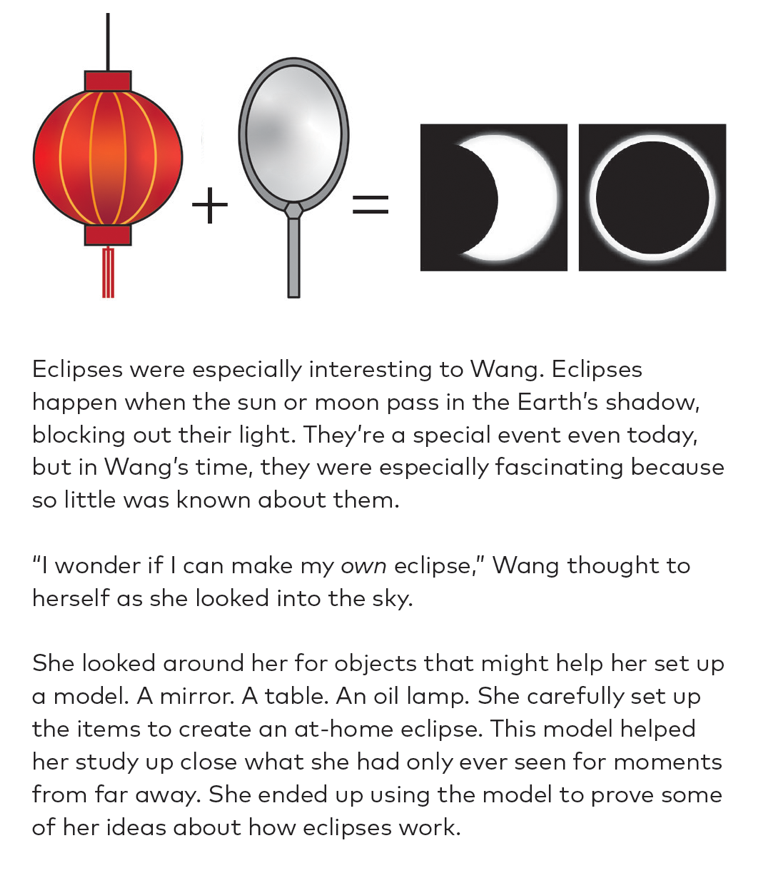 + =
Eclipses were especially interesting to Wang. Eclipses
happen when the sun or moon pass in the Earth’s shadow,
blocking out their light. They’re a special event even today,
but in Wang’s time, they were especially fascinating because
so little was known about them.
“I wonder if I can make my own eclipse,” Wang thought to
herself as she looked into the sky.
She looked around her for objects that might help her set up
a model. A mirror. A table. An oil lamp. She carefully set up
the items to create an at-home eclipse. This model helped
her study up close what she had only ever seen for moments
from far away. She ended up using the model to prove some
of her ideas about how eclipses work.